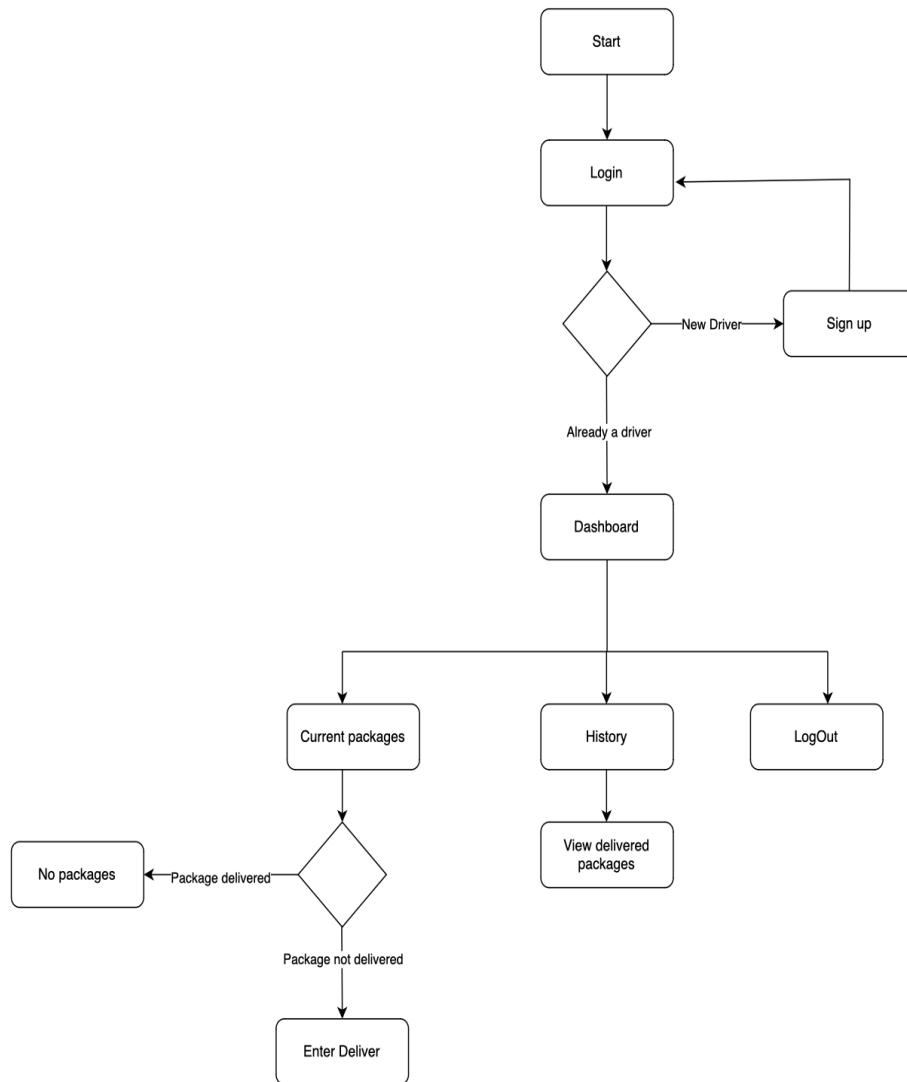 Start
Login
New Driver
Sign up
Already a driver
Dashboard
Current packages
History
LogOut
View delivered
packages
No packages
Package delivered
Package not delivered
Enter Deliver